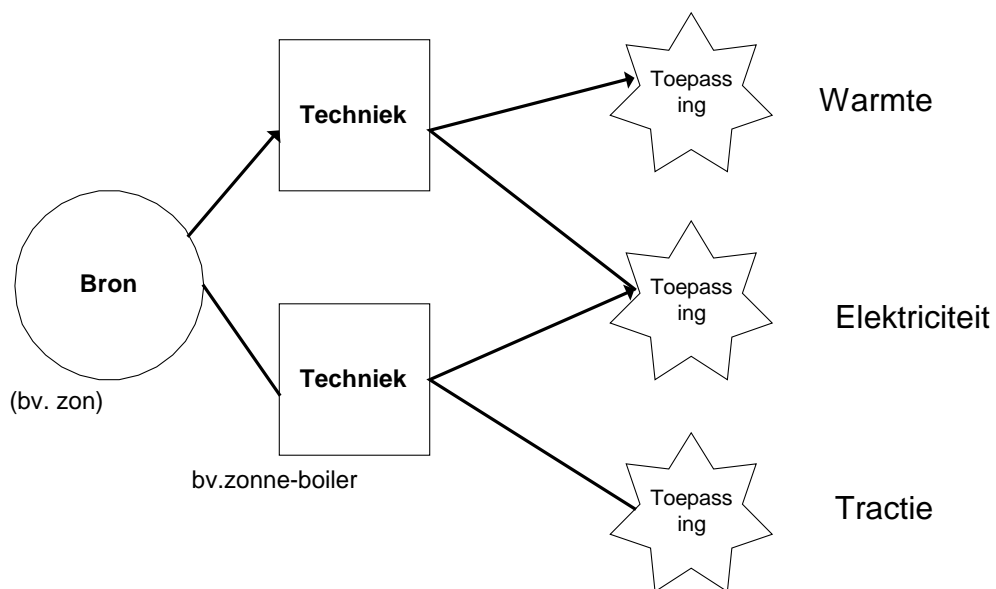 Techniek
Toepass
ing
Warmte
Bron
(bv. zon)
Toepass
ing
Elektriciteit
Techniek
bv.zonne-boiler
Toepass
ing
Tractie